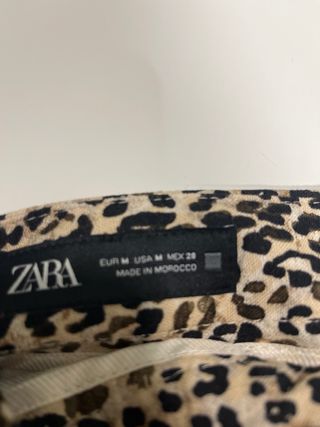 ZARA
EUR M USA M MEX 28
MADE IN MOROCCO